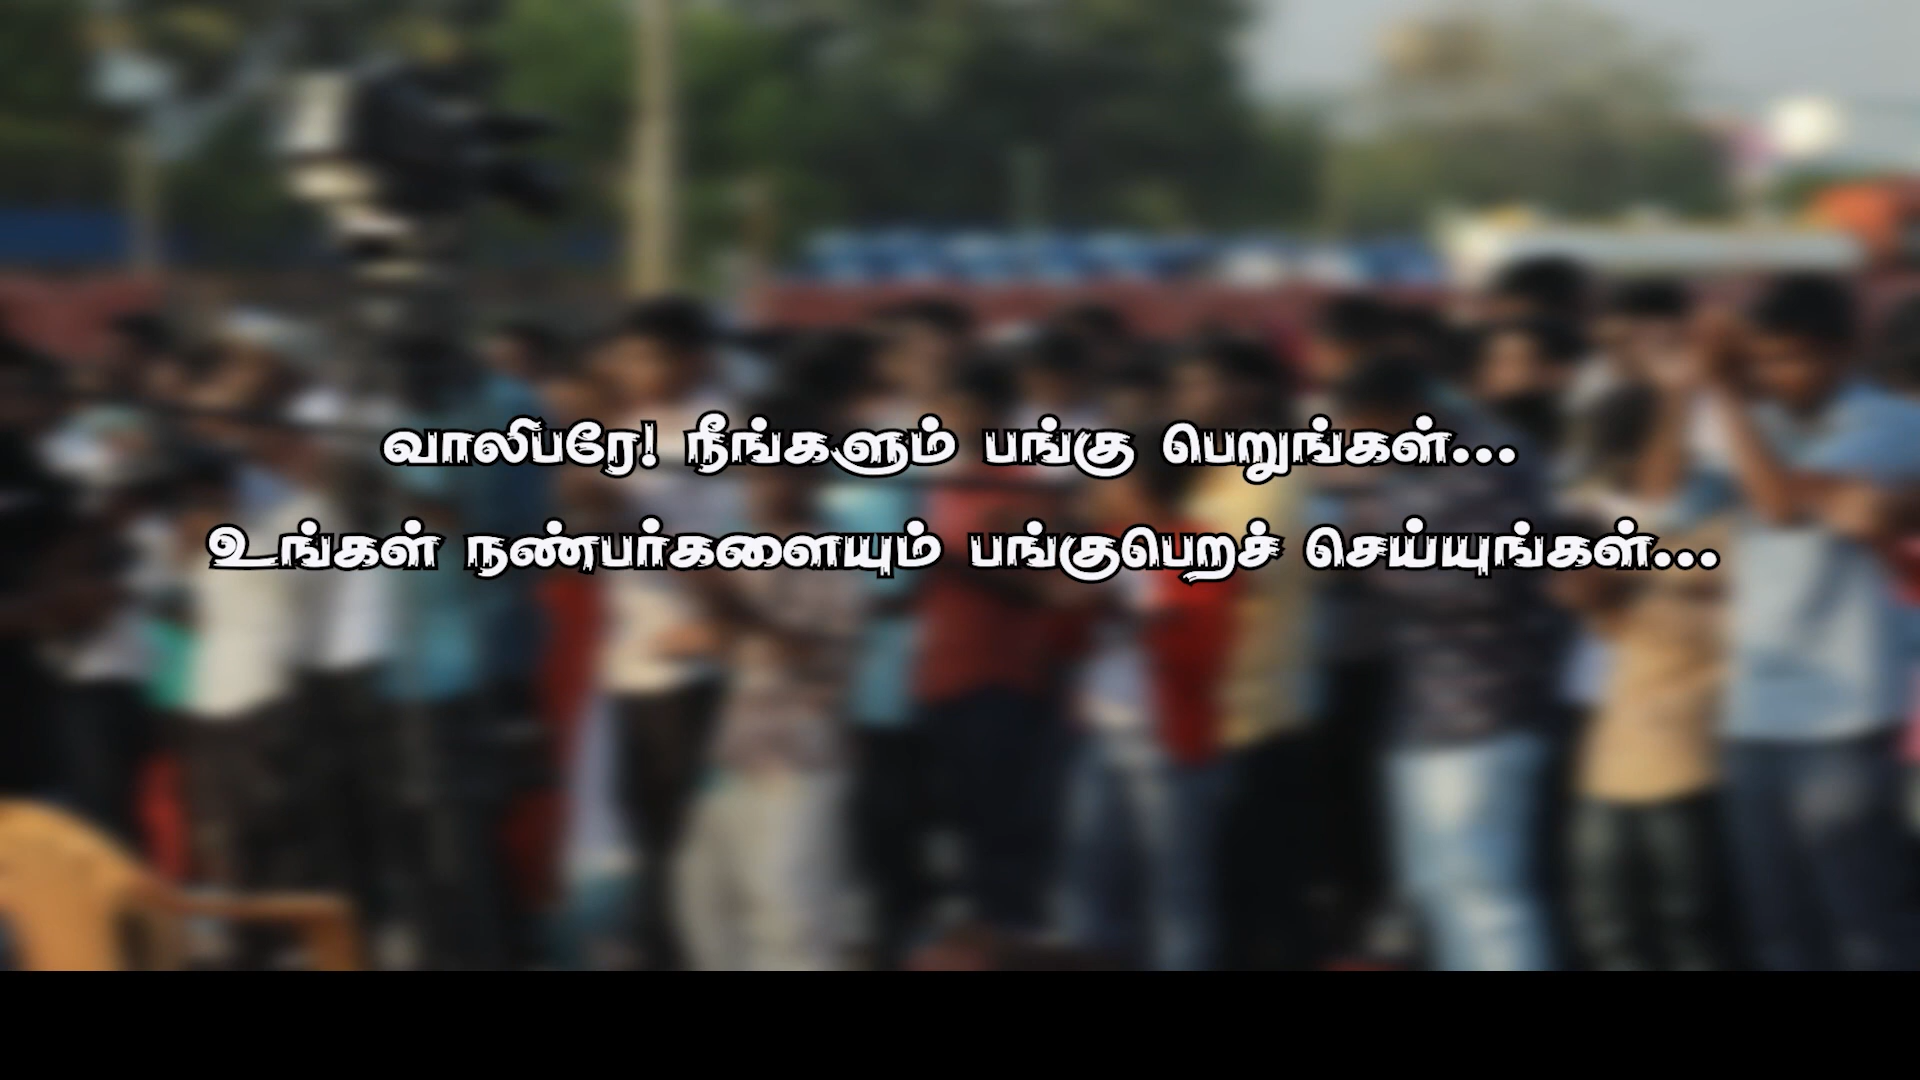 வாலிபரே! நீங்களும் பங்கு பெறுங்கள்...
உங்கள் நண்பர்களையும் பங்குபெறச் செய்யுங்கள்...